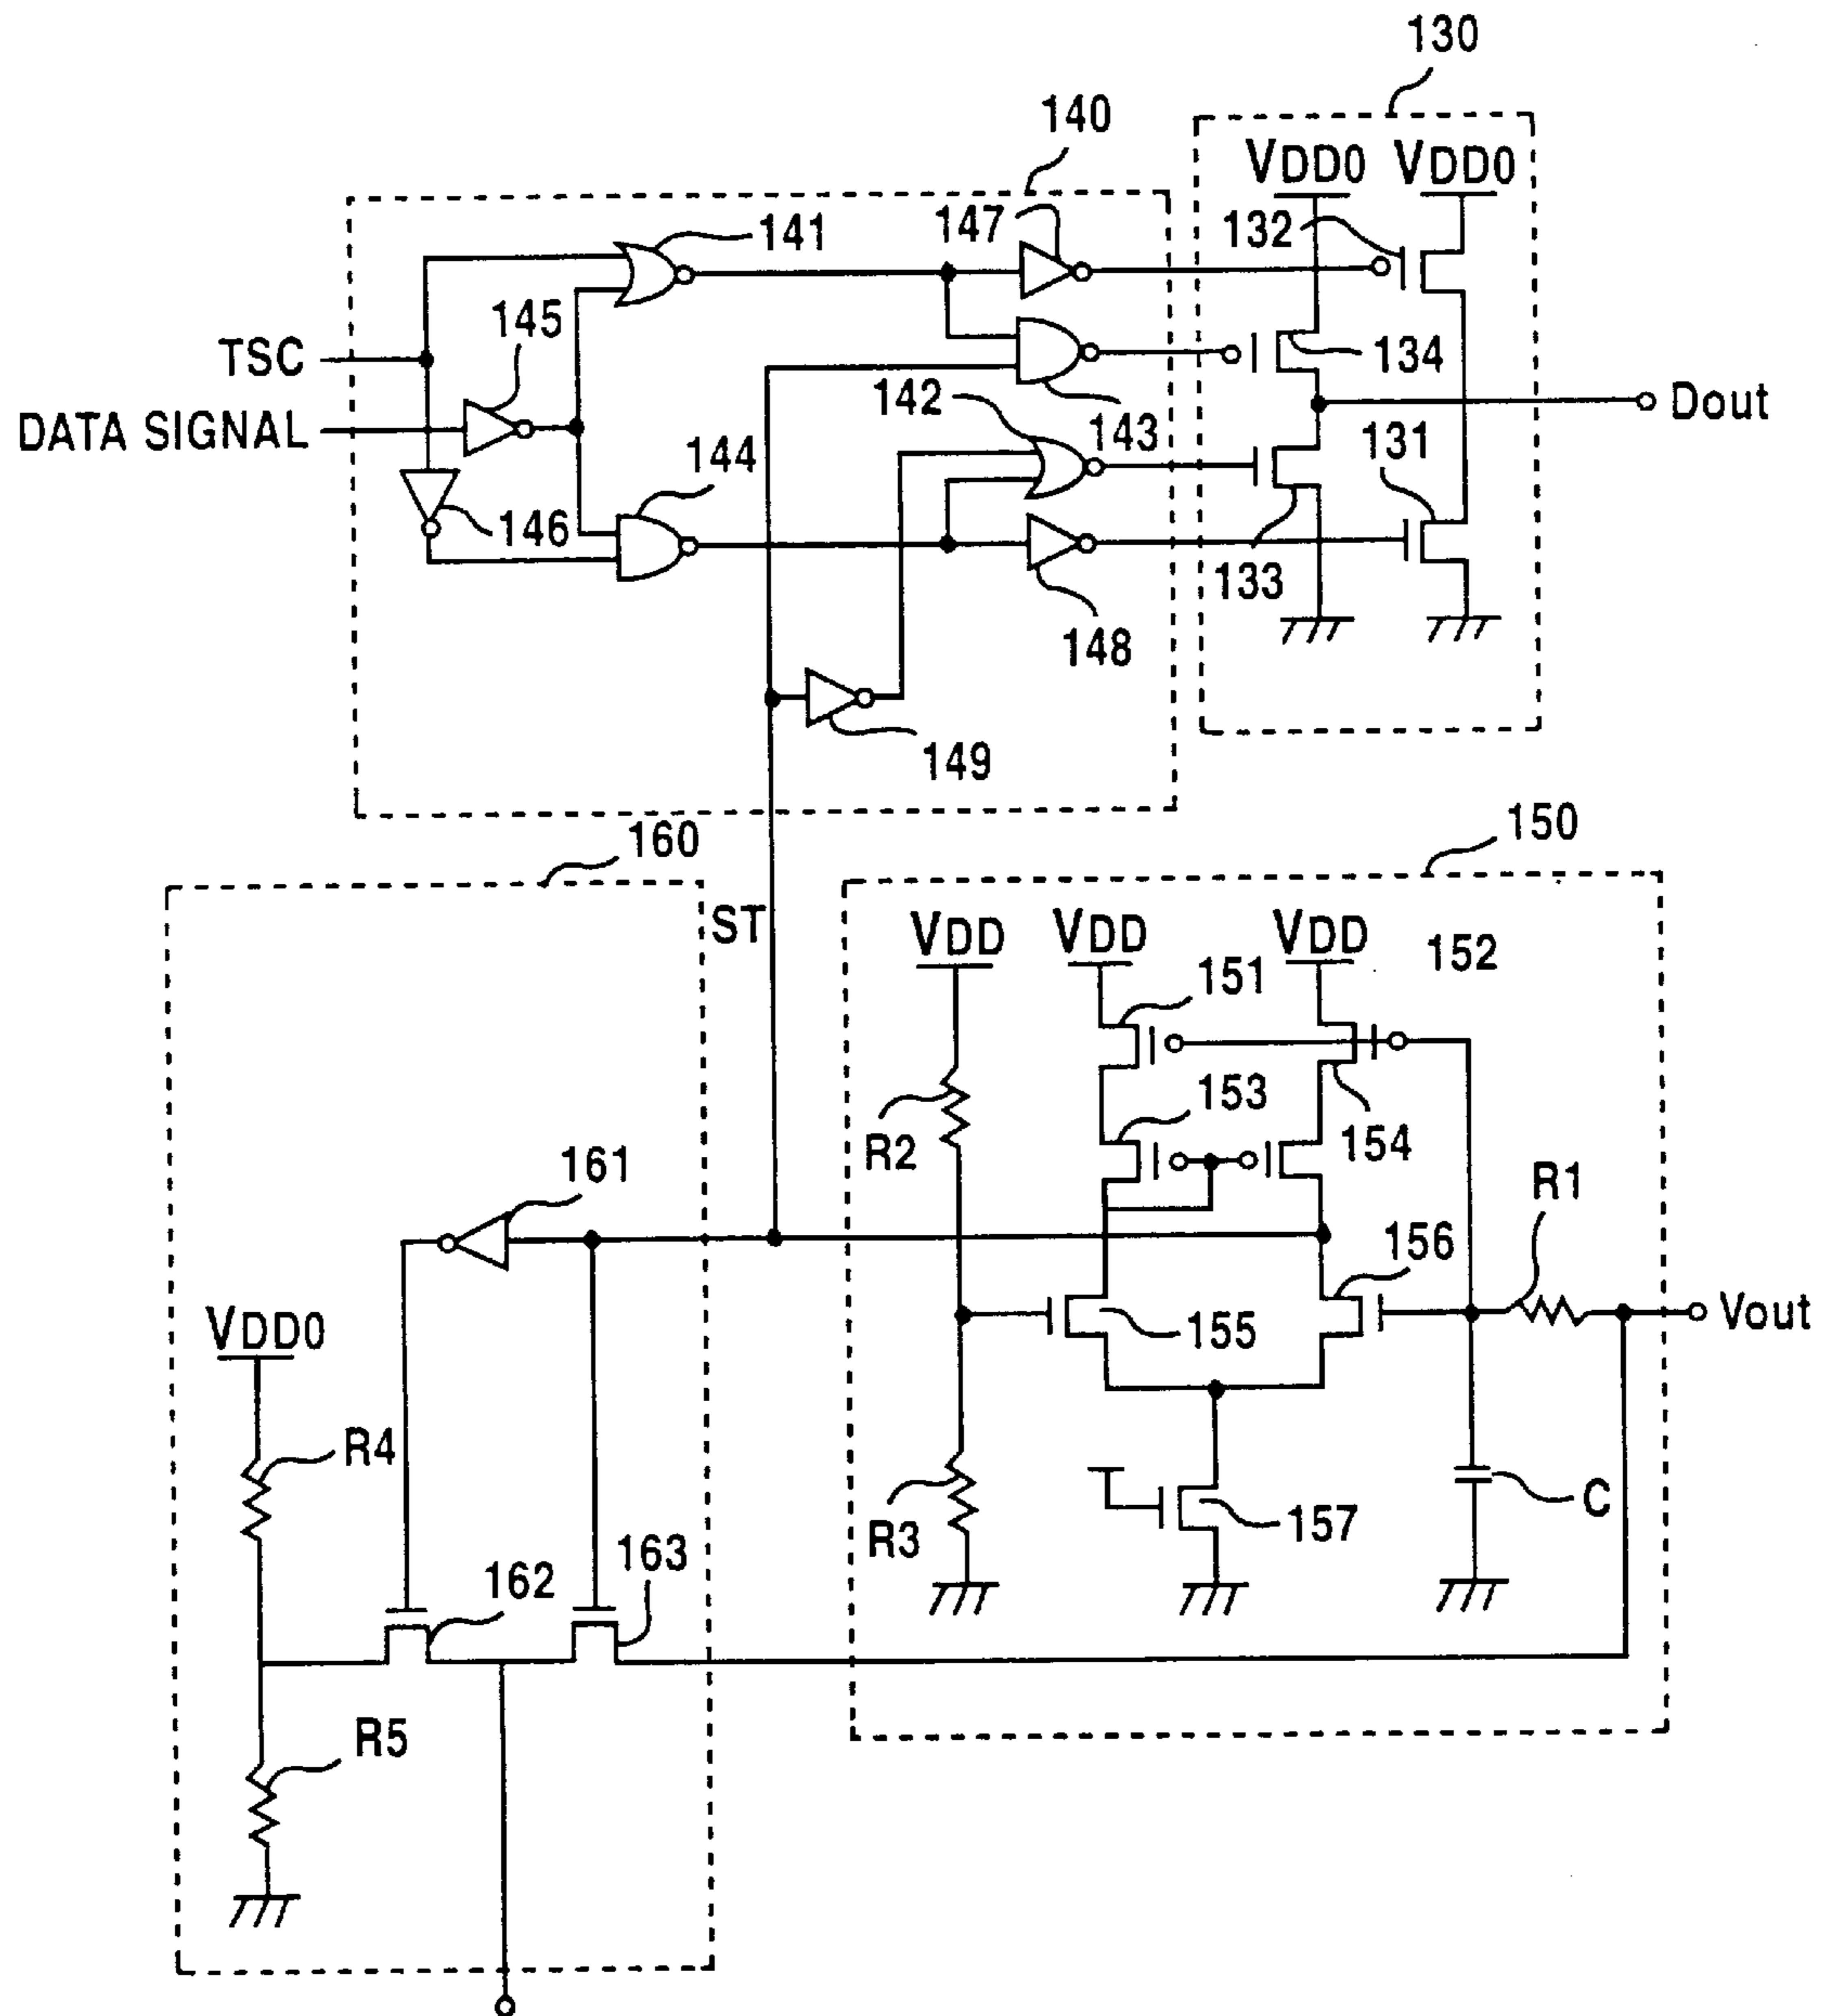 130
140
VDD0 VDD0
147
132
141
145
TSC
134
142
Dout
DATA SIGNAL
143
131
144
146
133
148
149
160
150
ST
VDD VDD VDD
152
151
153
R2
154
161
R1
156
VDD0
155
Vout
R4
C
157
R3
163
162
R5